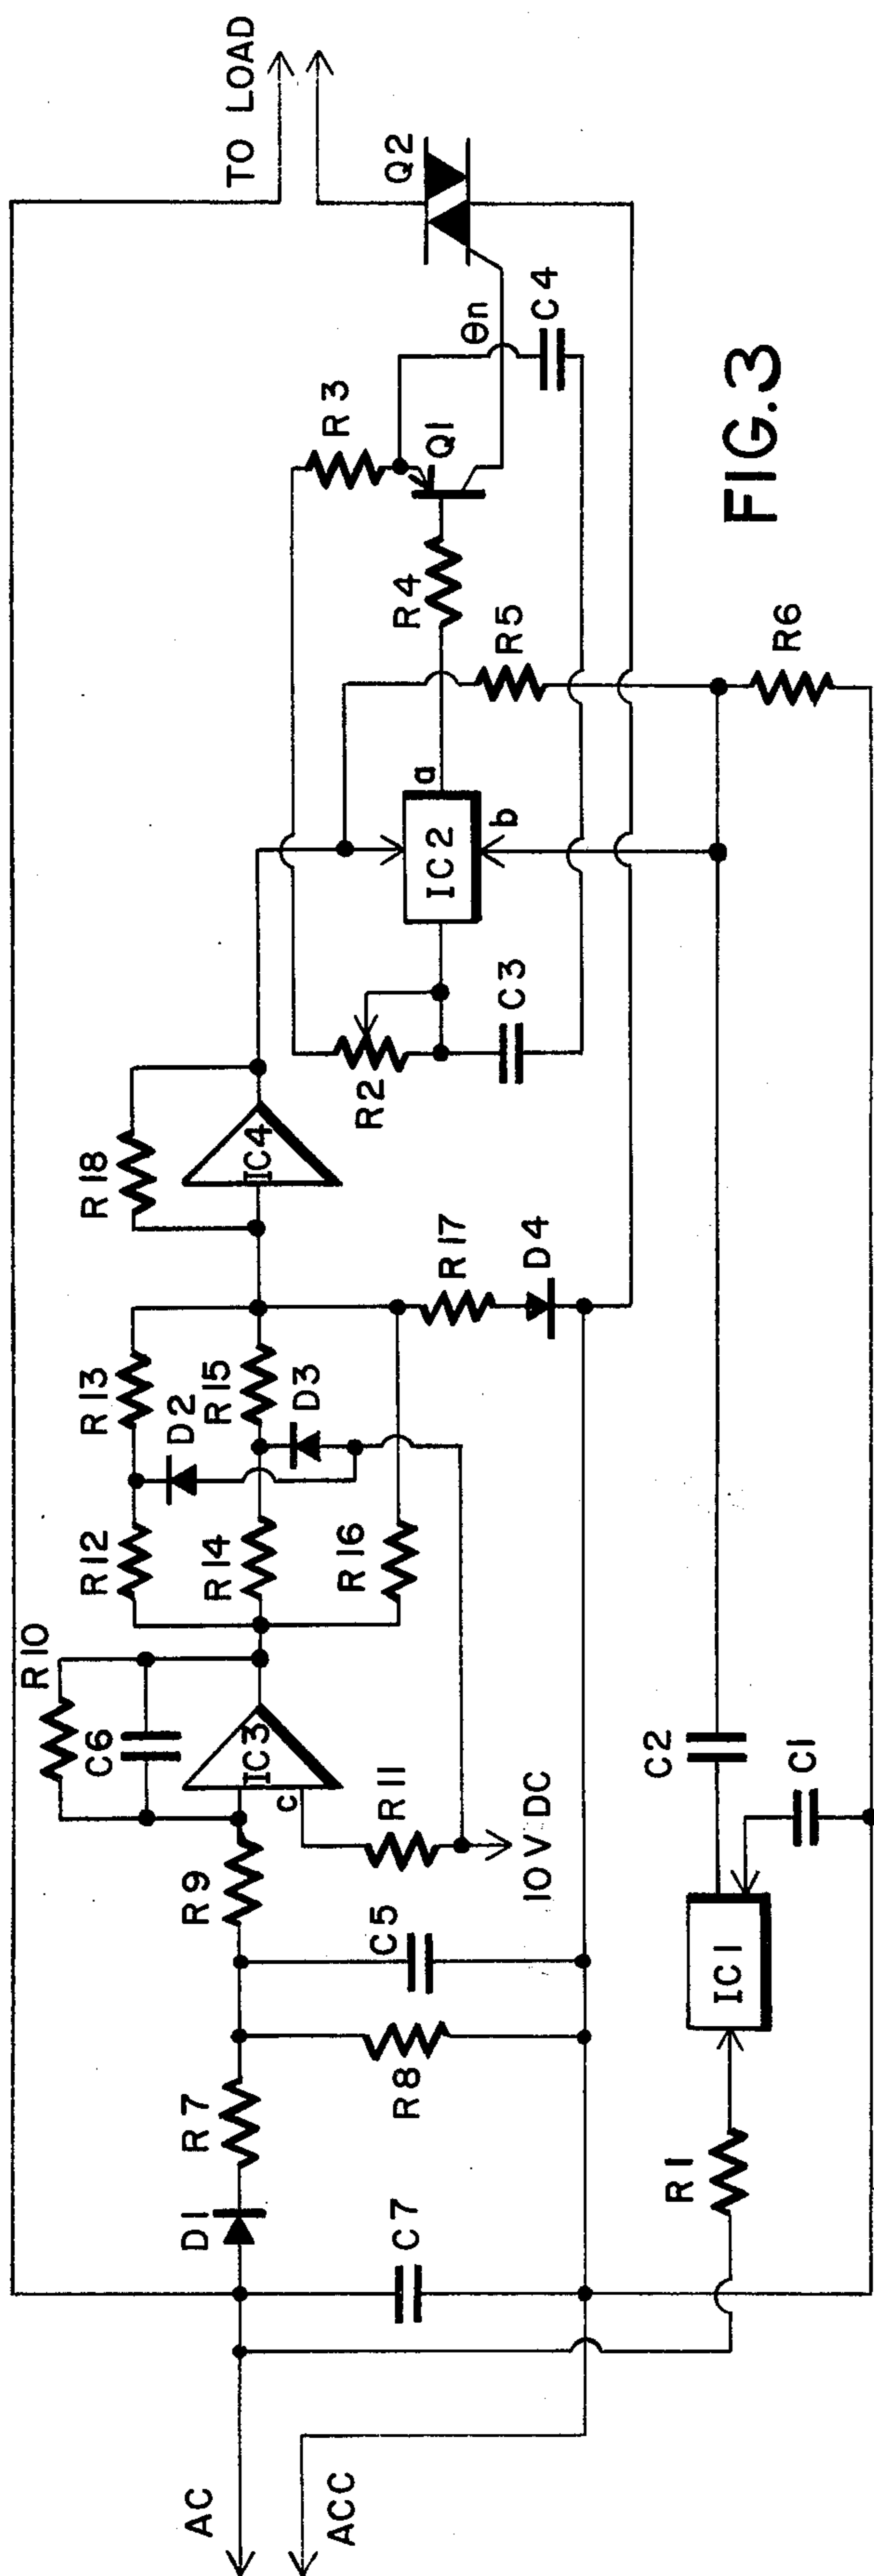 TO LOAD
Q2
θn
C4
R3
Q1
R4
R5
R6
a
IC2
b
C3
R2
R18
IC4
R17
D4
R13
D2
R15
D3
R12
R14
R16
R10
C6
IC3
c
R11
10V DC
R9
C5
R8
R7
D1
C7
C2
C1
IC1
R1
AC
ACC
FIG.3